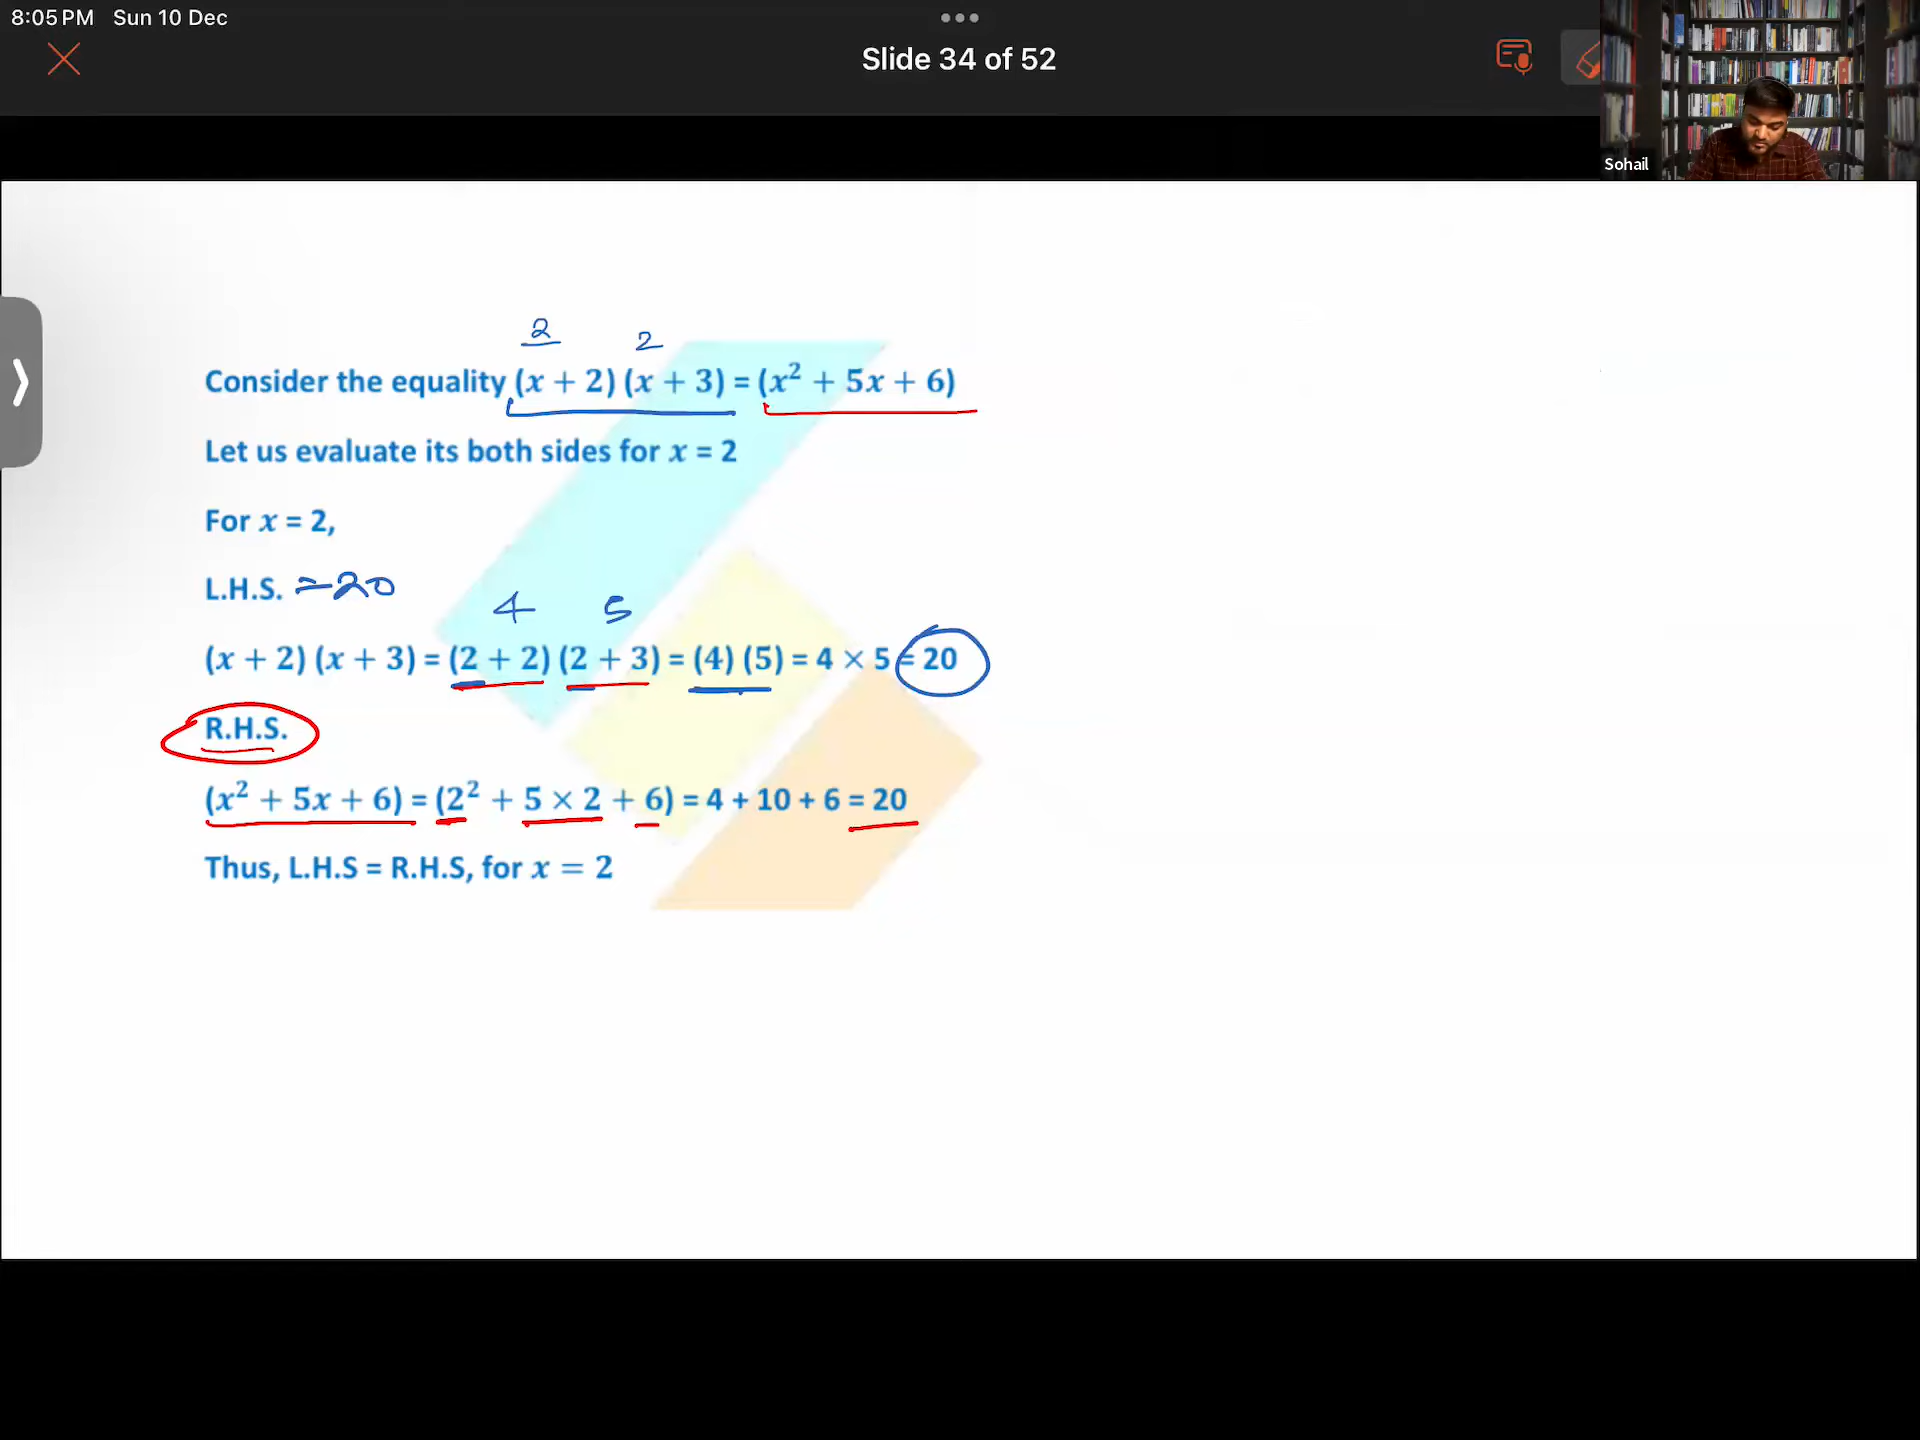 8:05 PM Sun 10 Dec
Slide 34 of 52
Sohail
2 2
Consider the equality (x + 2) (x + 3) = (x² + 5x + 6)
Let us evaluate its both sides for x = 2
For x = 2,
L.H.S. = 20
4 5
(x + 2) (x + 3) = (2 + 2) (2 + 3) = (4) (5) = 4 × 5 = 20
R.H.S.
(x² + 5x + 6) = (2² + 5 × 2 + 6) = 4 + 10 + 6 = 20
Thus, L.H.S = R.H.S, for x = 2